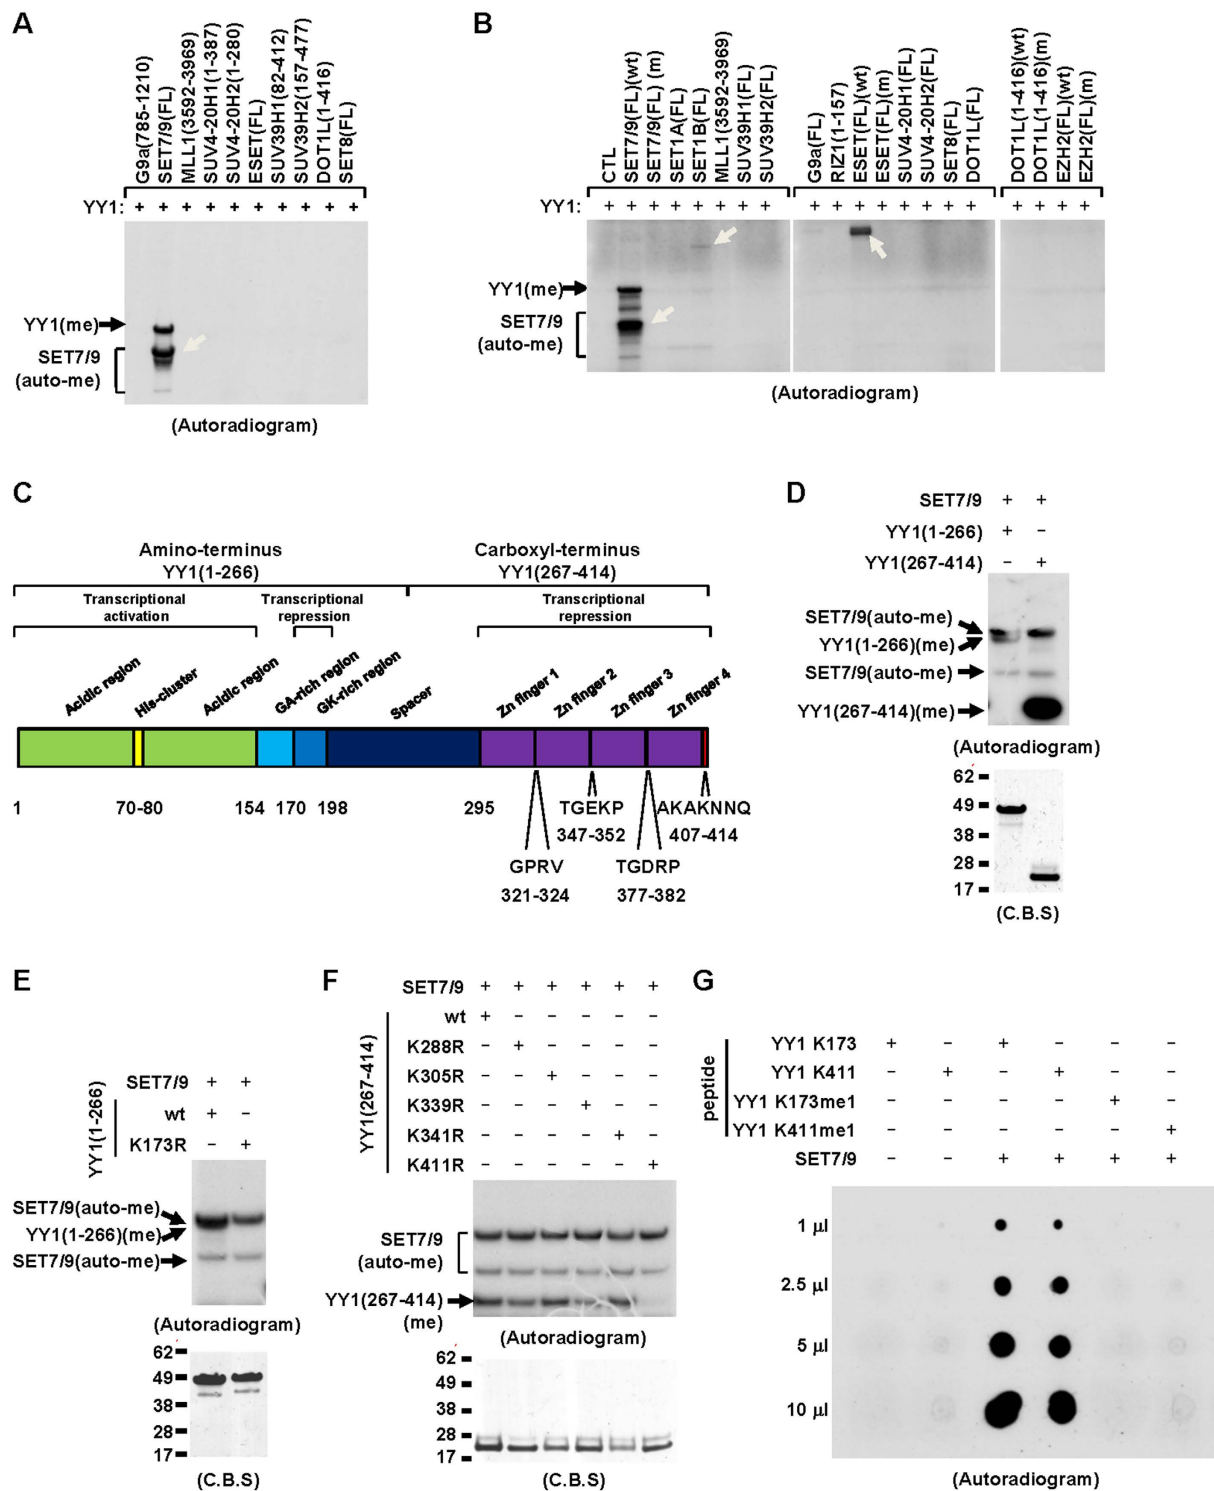 A
G9a(785-1210)
SET7/9(FL)
MLL1(3592-3969)
SUV4-20H1(1-387)
SUV4-20H2(1-280)
ESET(FL)
SUV39H1(82-412)
SUV39H2(157-477)
DOT1L(1-416)
SET8(FL)
YY1: + + + + + + + + + +
YY1(me)
SET7/9
(auto-me)
(Autoradiogram)
B
CTL
SET7/9(FL)(wt)
SET7/9(FL) (m)
SET1A(FL)
SET1B(FL)
MLL1(3592-3969)
SUV39H1(FL)
SUV39H2(FL)
G9a(FL)
RIZ1(1-157)
ESET(FL)(wt)
ESET(FL)(m)
SUV4-20H1(FL)
SUV4-20H2(FL)
SET8(FL)
DOT1L(FL)
DOT1L(1-416)(wt)
DOT1L(1-416)(m)
EZH2(FL)(wt)
EZH2(FL)(m)
YY1: + + + + + + + + + + + + + + + + + + + +
YY1(me)
SET7/9
(auto-me)
(Autoradiogram)
C
Amino-terminus
YY1(1-266)
Carboxyl-terminus
YY1(267-414)
Transcriptional
activation
Transcriptional
repression
Transcriptional
repression
Acidic region
His-cluster
Acidic region
GA-rich region
GK-rich region
Spacer
Zn finger 1
Zn finger 2
Zn finger 3
Zn finger 4
1 70-80 154 170 198 295
TGEKP
347-352
AKAKNNQ
407-414
GPRV
321-324
TGDRP
377-382
D
SET7/9 + +
YY1(1-266) + –
YY1(267-414) – +
SET7/9(auto-me)
YY1(1-266)(me)
SET7/9(auto-me)
YY1(267-414)(me)
(Autoradiogram)
62
49
38
28
17
(C.B.S)
E
SET7/9 + +
YY1(1-266)
wt + –
K173R – +
SET7/9(auto-me)
YY1(1-266)(me)
SET7/9(auto-me)
(Autoradiogram)
62
49
38
28
17
(C.B.S)
F
SET7/9 + + + + + +
YY1(267-414)
wt + – – – – –
K288R – + – – – –
K305R – – + – – –
K339R – – – + – –
K341R – – – – + –
K411R – – – – – +
SET7/9
(auto-me)
YY1(267-414)
(me)
(Autoradiogram)
62
49
38
28
17
(C.B.S)
G
peptide
YY1 K173 + – + – – –
YY1 K411 – + – + – –
YY1 K173me1 – – – – + –
YY1 K411me1 – – – – – +
SET7/9 – – + + + +
1 µl
2.5 µl
5 µl
10 µl
(Autoradiogram)